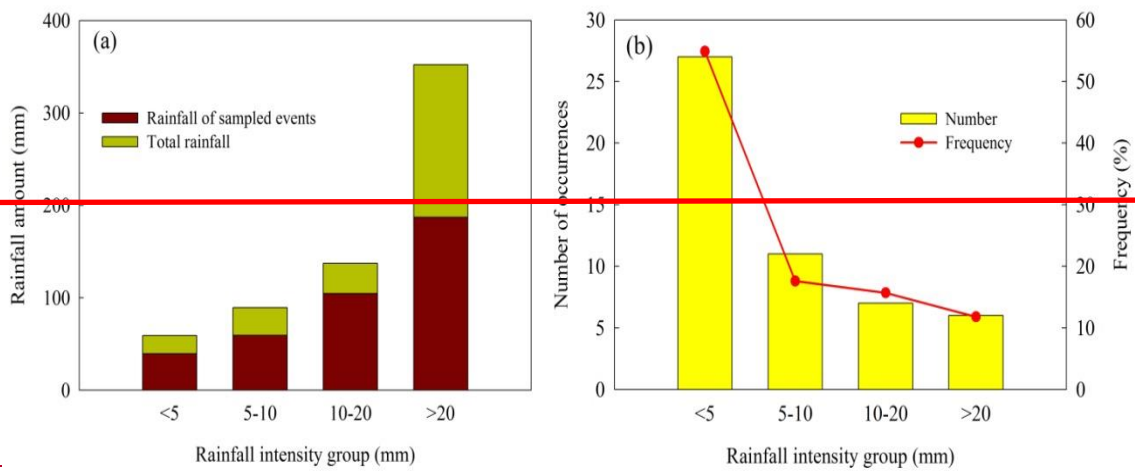 (a)
Rainfall amount (mm)
400
300
200
100
0
Rainfall of sampled events
Total rainfall
<5 5-10 10-20 >20
Rainfall intensity group (mm)
(b)
Number of occurrences
30
25
20
15
10
5
0
Number
Frequency
60
50
40
30
20
10
0
Frequency (%)
<5 5-10 10-20 >20
Rainfall intensity group (mm)